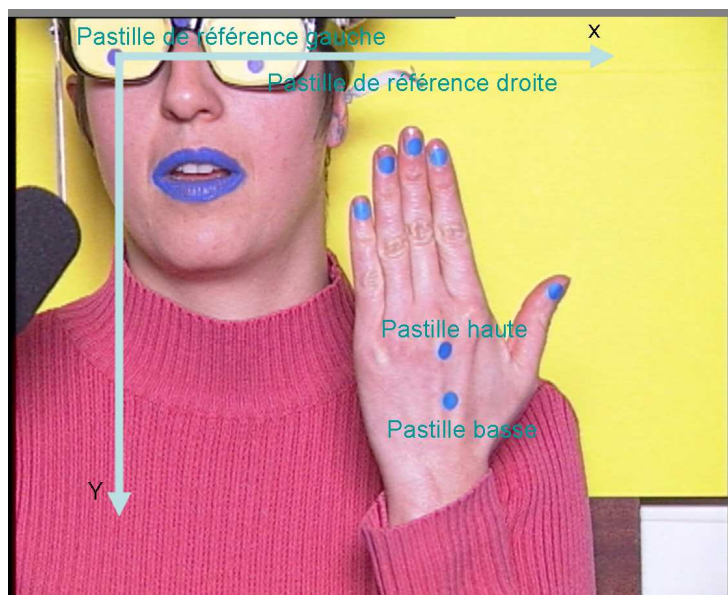 Pastille de référence gauche
x
Pastille de référence droite
Pastille haute
Pastille basse
Y